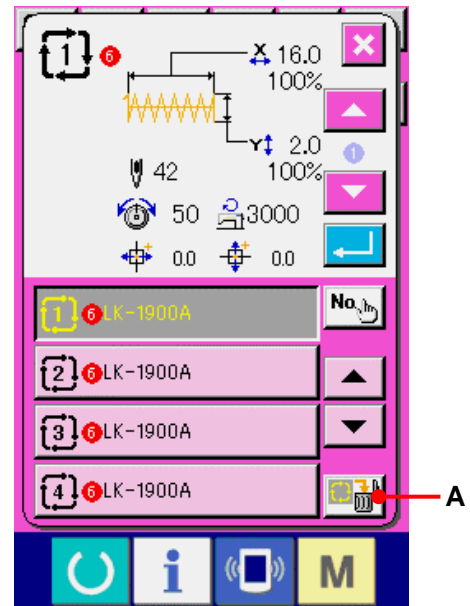 1 6
X 16.0
100%
Y 2.0
100%
1
42
50 3000
0.0 0.0
1 6 LK-1900A
No.
2 6 LK-1900A
3 6 LK-1900A
4 6 LK-1900A
A
i M